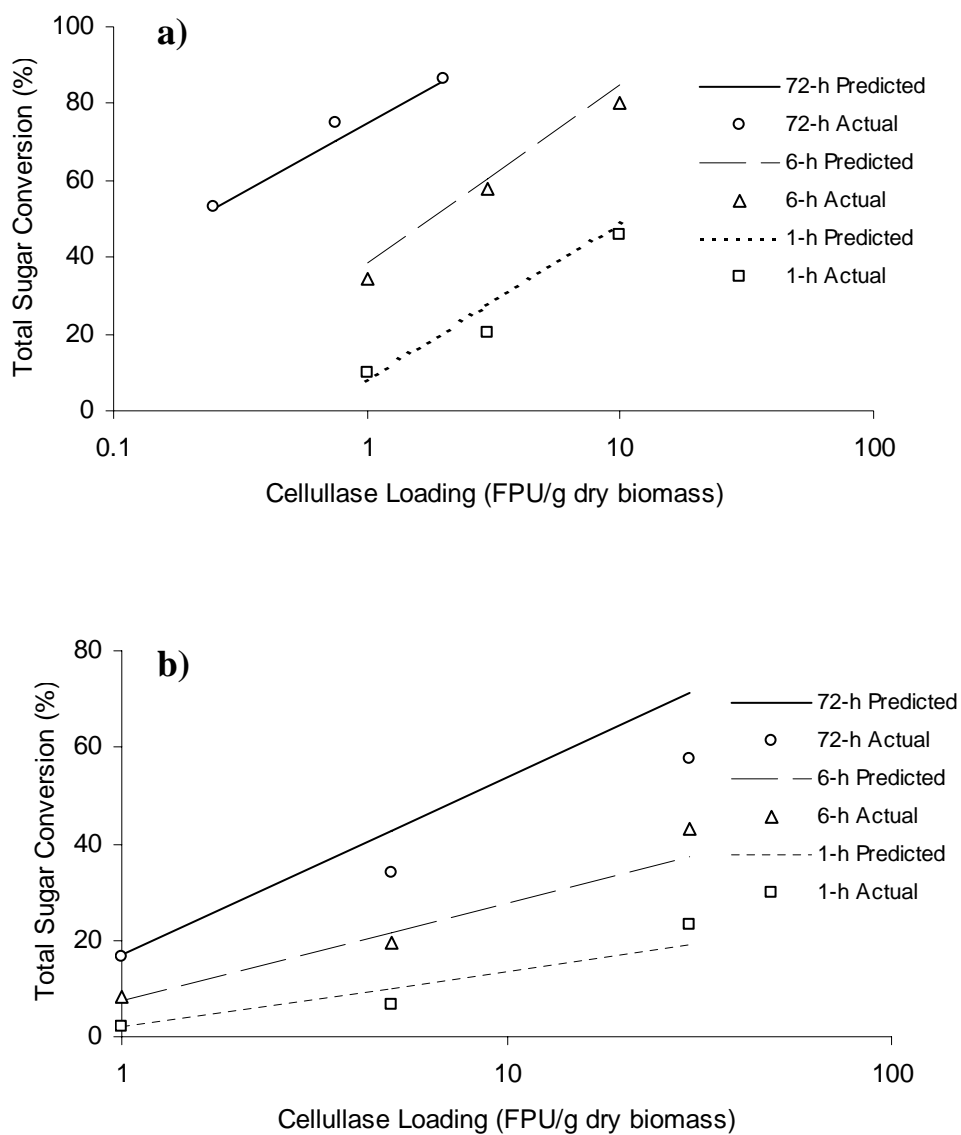 a)
100
80
60
40
20
0
Total Sugar Conversion (%)
0.1 1 10 100
Cellullase Loading (FPU/g dry biomass)
72-h Predicted
72-h Actual
6-h Predicted
6-h Actual
1-h Predicted
1-h Actual
b)
80
60
40
20
0
Total Sugar Conversion (%)
1 10 100
Cellullase Loading (FPU/g dry biomass)
72-h Predicted
72-h Actual
6-h Predicted
6-h Actual
1-h Predicted
1-h Actual